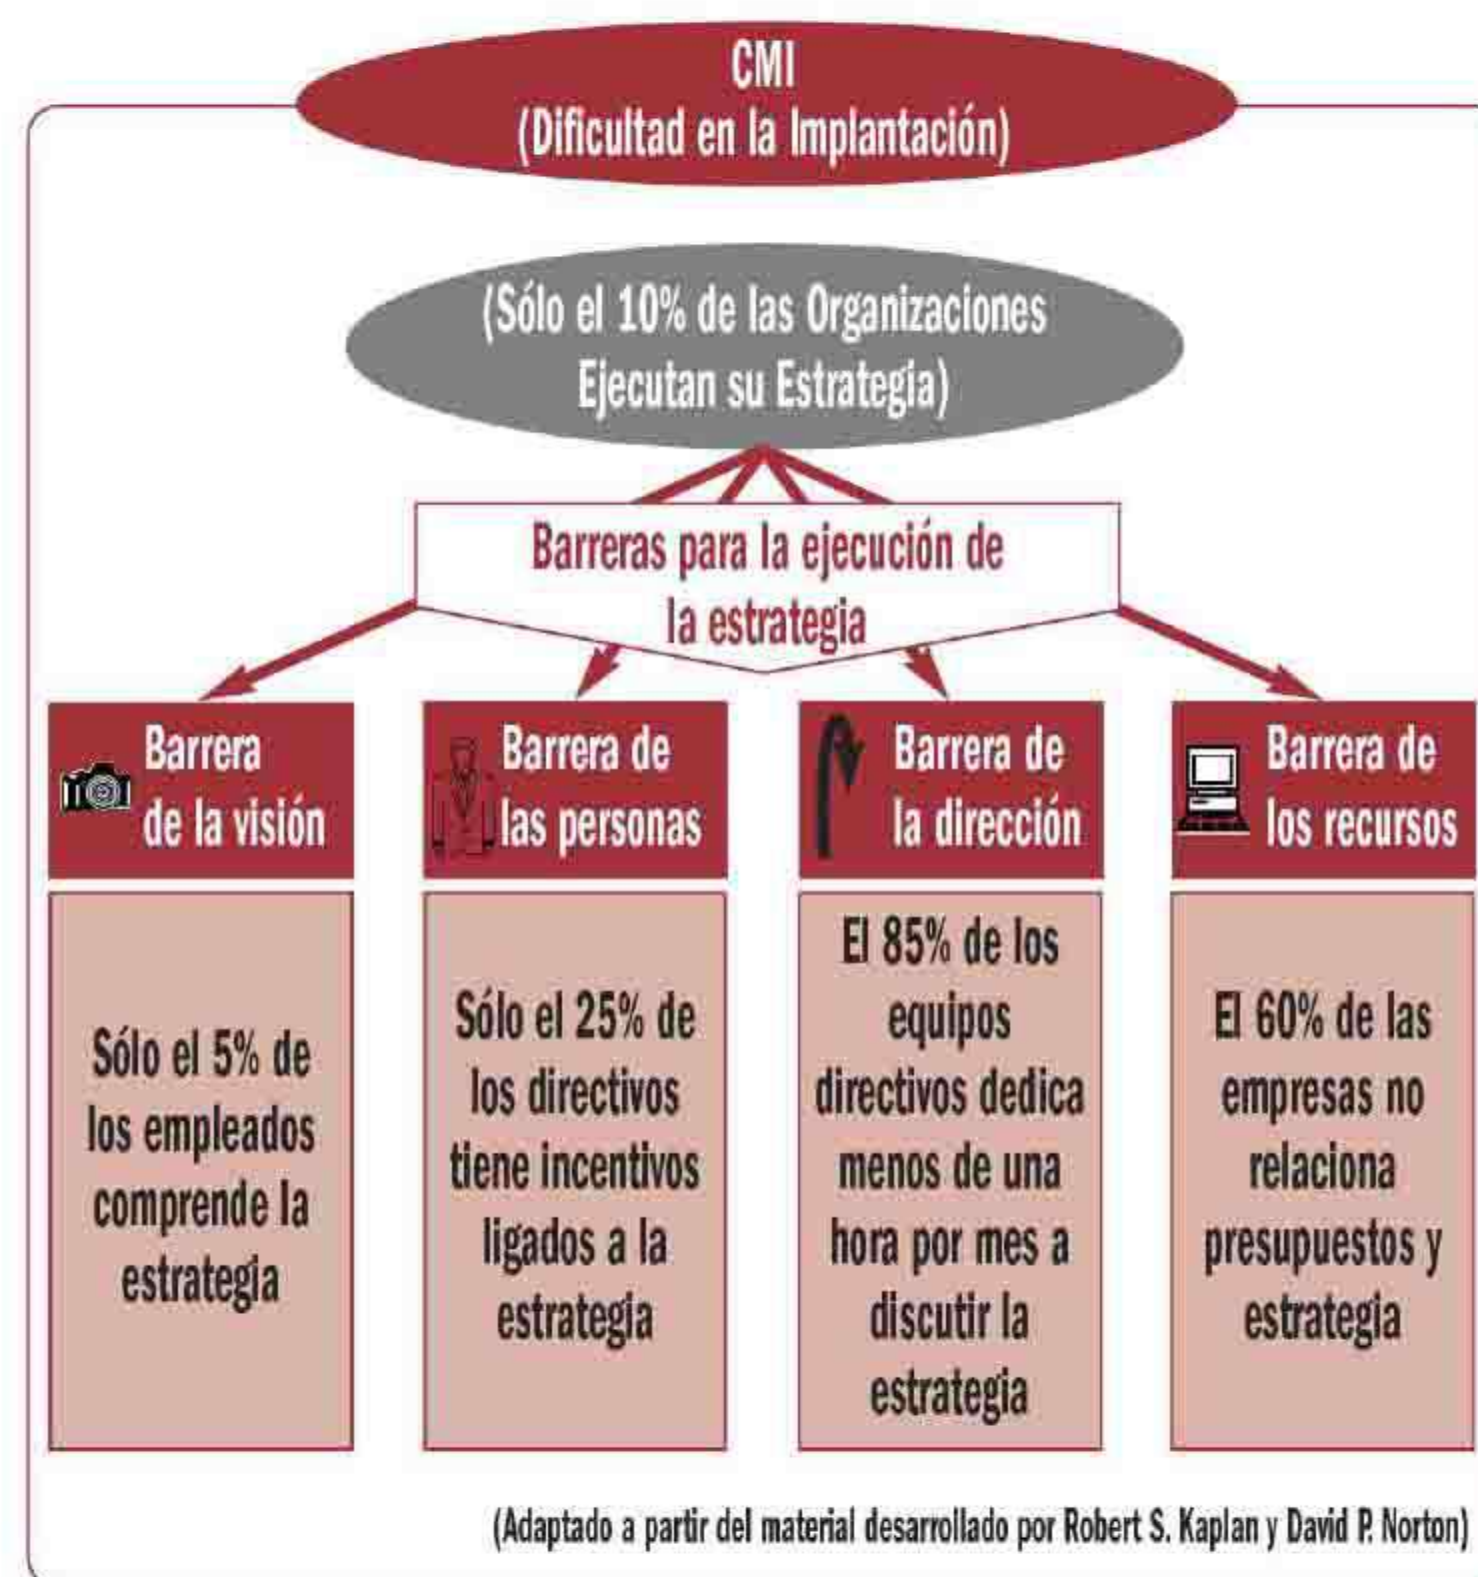 CMI
(Dificultad en la Implantación)
(Sólo el 10% de las Organizaciones
Ejecutan su Estrategia)
Barreras para la ejecución de
la estrategia
Barrera
de la visión
Barrera de
las personas
Barrera de
la dirección
Barrera de
los recursos
Sólo el 5% de
los empleados
comprende la
estrategia
Sólo el 25% de
los directivos
tiene incentivos
ligados a la
estrategia
El 85% de los
equipos
directivos dedica
menos de una
hora por mes a
discutir la
estrategia
El 60% de las
empresas no
relaciona
presupuestos y
estrategia
(Adaptado a partir del material desarrollado por Robert S. Kaplan y David P. Norton)